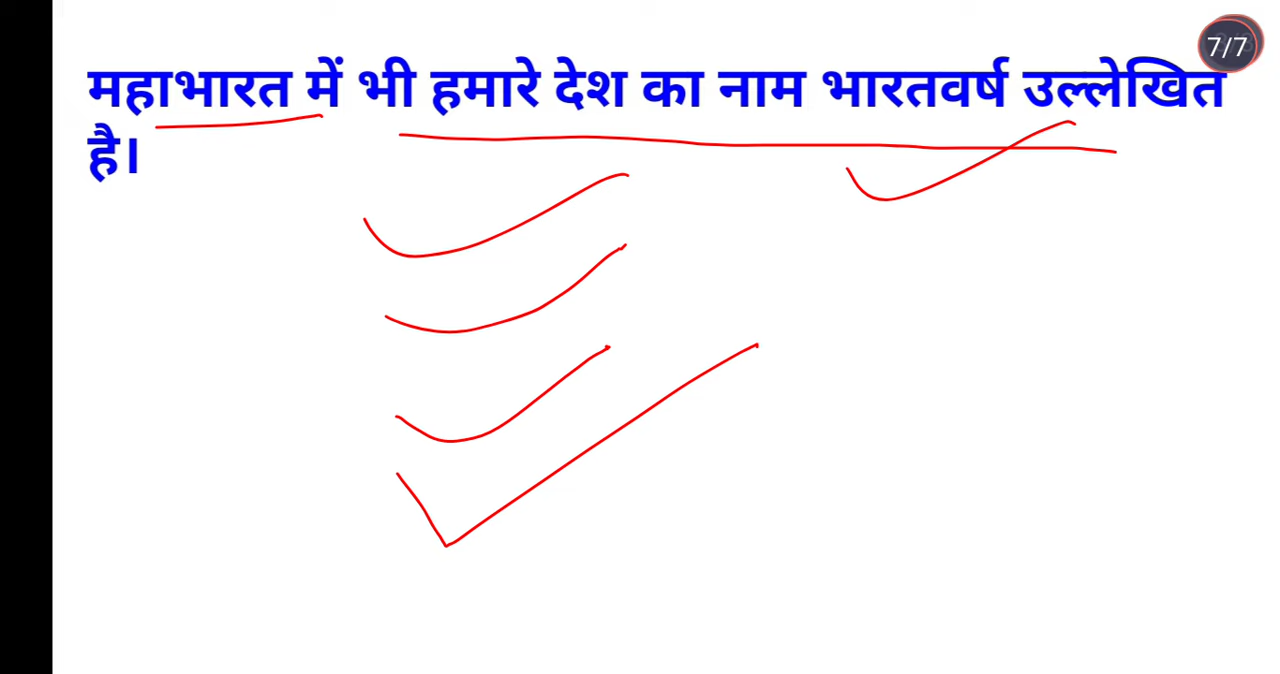 7/7
महाभारत में भी हमारे देश का नाम भारतवर्ष उल्लेखित
है।